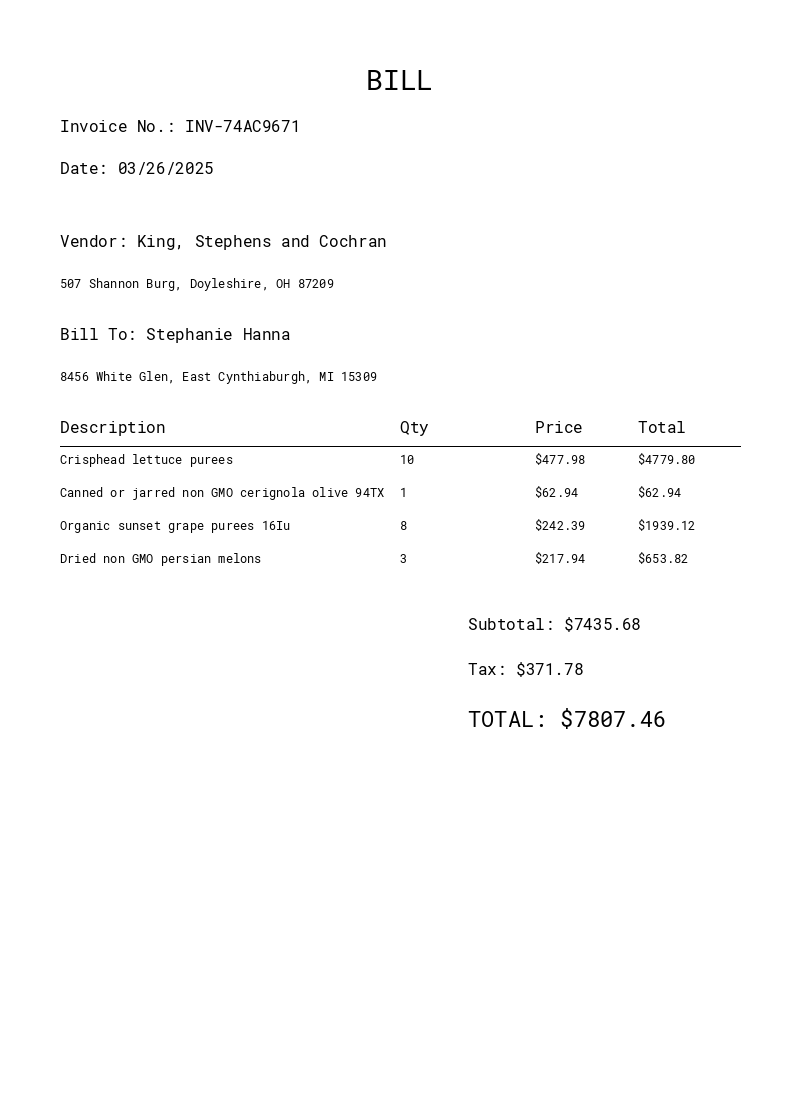 BILL
Invoice No.: INV-74AC9671
Date: 03/26/2025
Vendor: King, Stephens and Cochran
507 Shannon Burg, Doyleshire, OH 87209
Bill To: Stephanie Hanna
8456 White Glen, East Cynthiaburgh, MI 15309
Description Qty Price Total
Crisphead lettuce purees 10 $477.98 $4779.80
Canned or jarred non GMO cerignola olive 94TX 1 $62.94 $62.94
Organic sunset grape purees 16Iu 8 $242.39 $1939.12
Dried non GMO persian melons 3 $217.94 $653.82
Subtotal: $7435.68
Tax: $371.78
TOTAL: $7807.46